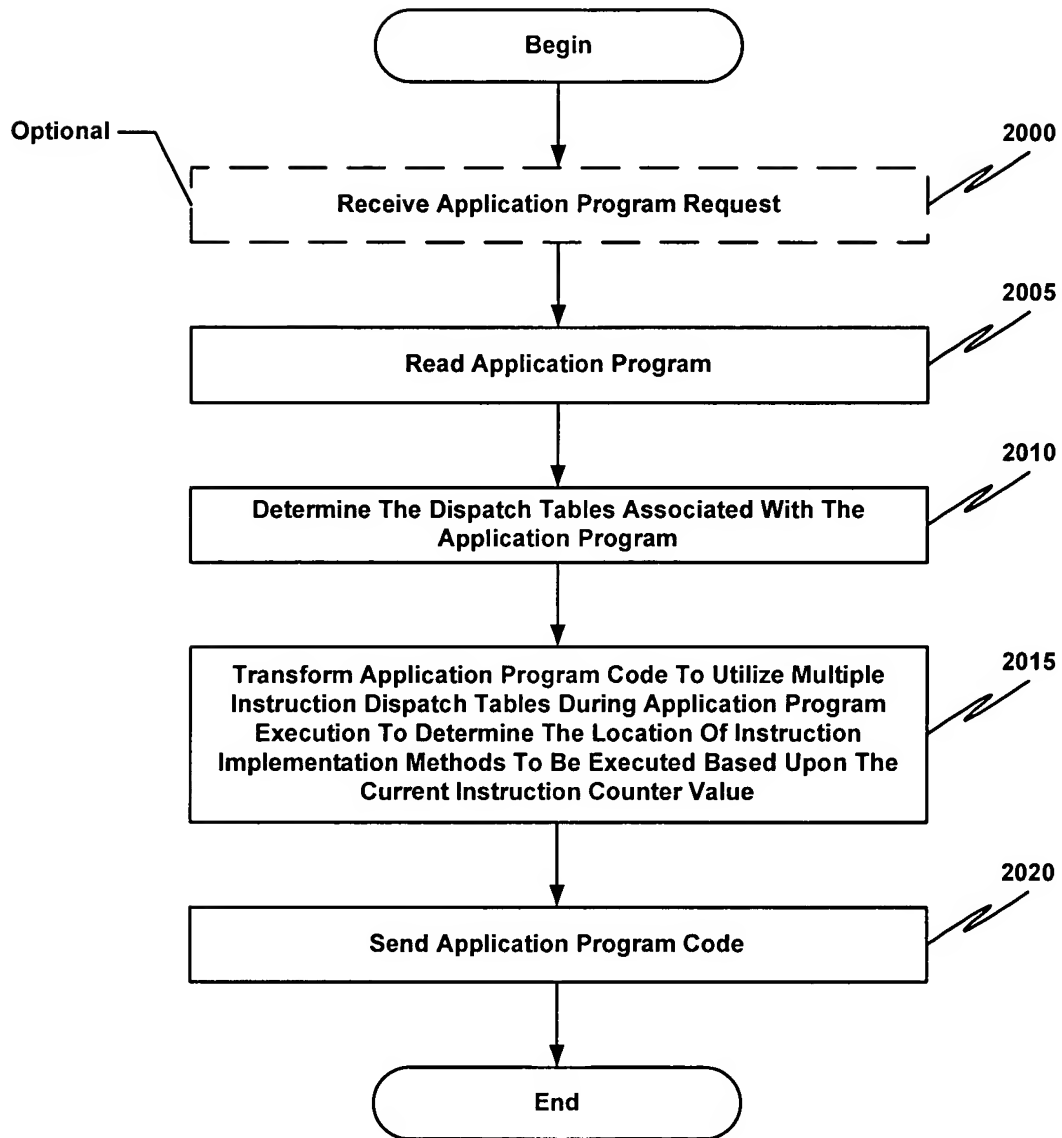 Begin
Optional
2000
Receive Application Program Request
2005
Read Application Program
2010
Determine The Dispatch Tables Associated With The
Application Program
2015
Transform Application Program Code To Utilize Multiple
Instruction Dispatch Tables During Application Program
Execution To Determine The Location Of Instruction
Implementation Methods To Be Executed Based Upon The
Current Instruction Counter Value
2020
Send Application Program Code
End